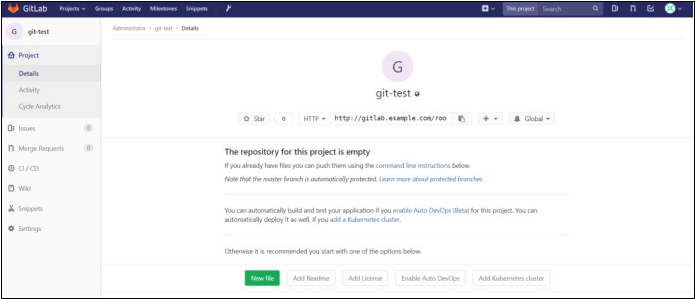 GitLab Projects Groups Activity Milestones Snippets This project Search
G git-test
Administrator > git-test > Details
Project
Details
Activity
Cycle Analytics
Issues 0
Merge Requests 0
CI / CD
Wiki
Snippets
Settings
G
git-test
Star 0 HTTP http://gitlab.example.com/roo + Global
The repository for this project is empty
If you already have files you can push them using the command line instructions below.
Note that the master branch is automatically protected. Learn more about protected branches
You can automatically build and test your application if you enable Auto DevOps (Beta) for this project. You can
automatically deploy it as well, if you add a Kubernetes cluster.
Otherwise it is recommended you start with one of the options below.
New file Add Readme Add License Enable Auto DevOps Add Kubernetes cluster